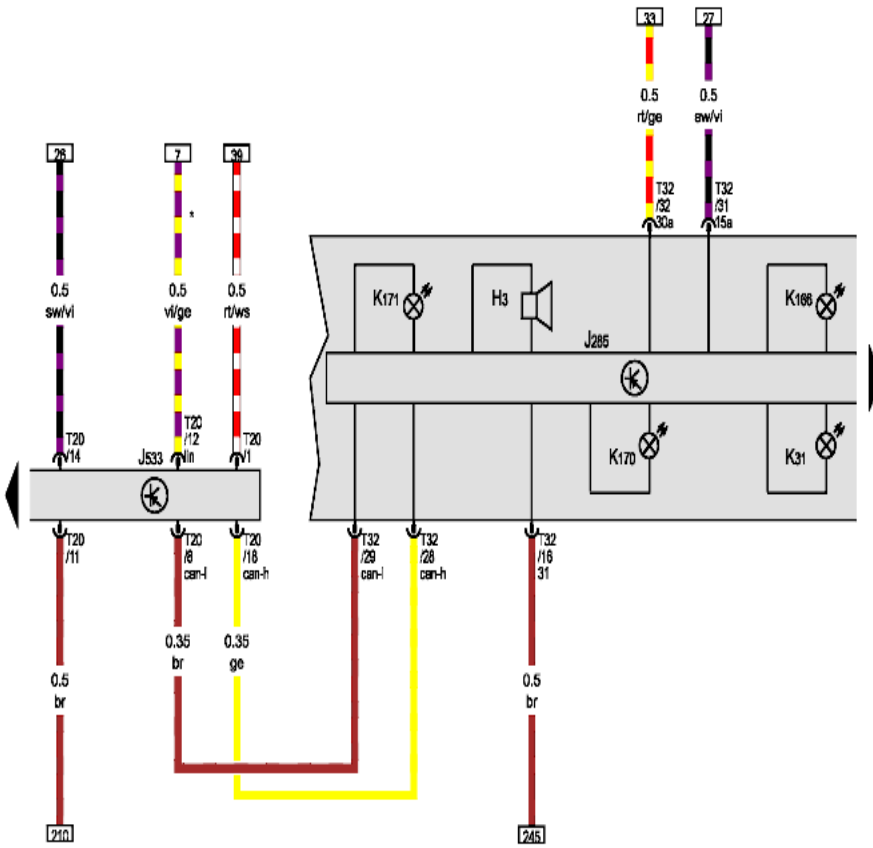 33
27
0.5
rt/ge
0.5
sw/vi
T32
/32
30a
T32
/31
15a
26
7
39
*
0.5
sw/vi
0.5
vi/ge
0.5
rt/ws
T20
/14
T20
/12
lin
T20
/1
J533
K171
H3
K166
J285
K170
K31
T20
/11
T20
/6
can-l
T20
/16
can-h
T32
/29
can-l
T32
/28
can-h
T32
/16
31
0.35
br
0.35
ge
0.5
br
0.5
br
210
245